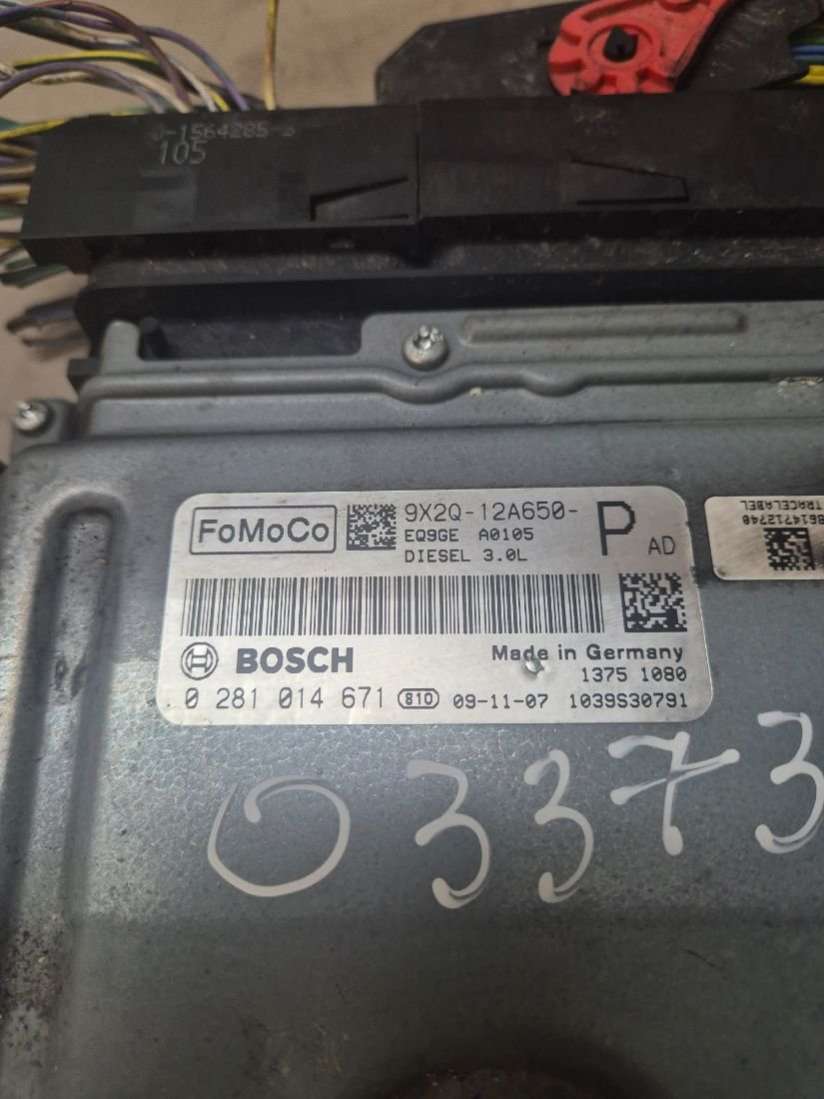 105
FoMoCo
9X2Q-12A650-
P
AD
EQ9GE A0105
DIESEL 3.0L
BOSCH
Made in Germany
1375 1080
0 281 014 671
810
09-11-07
1039S30791
TRACELABEL
03373